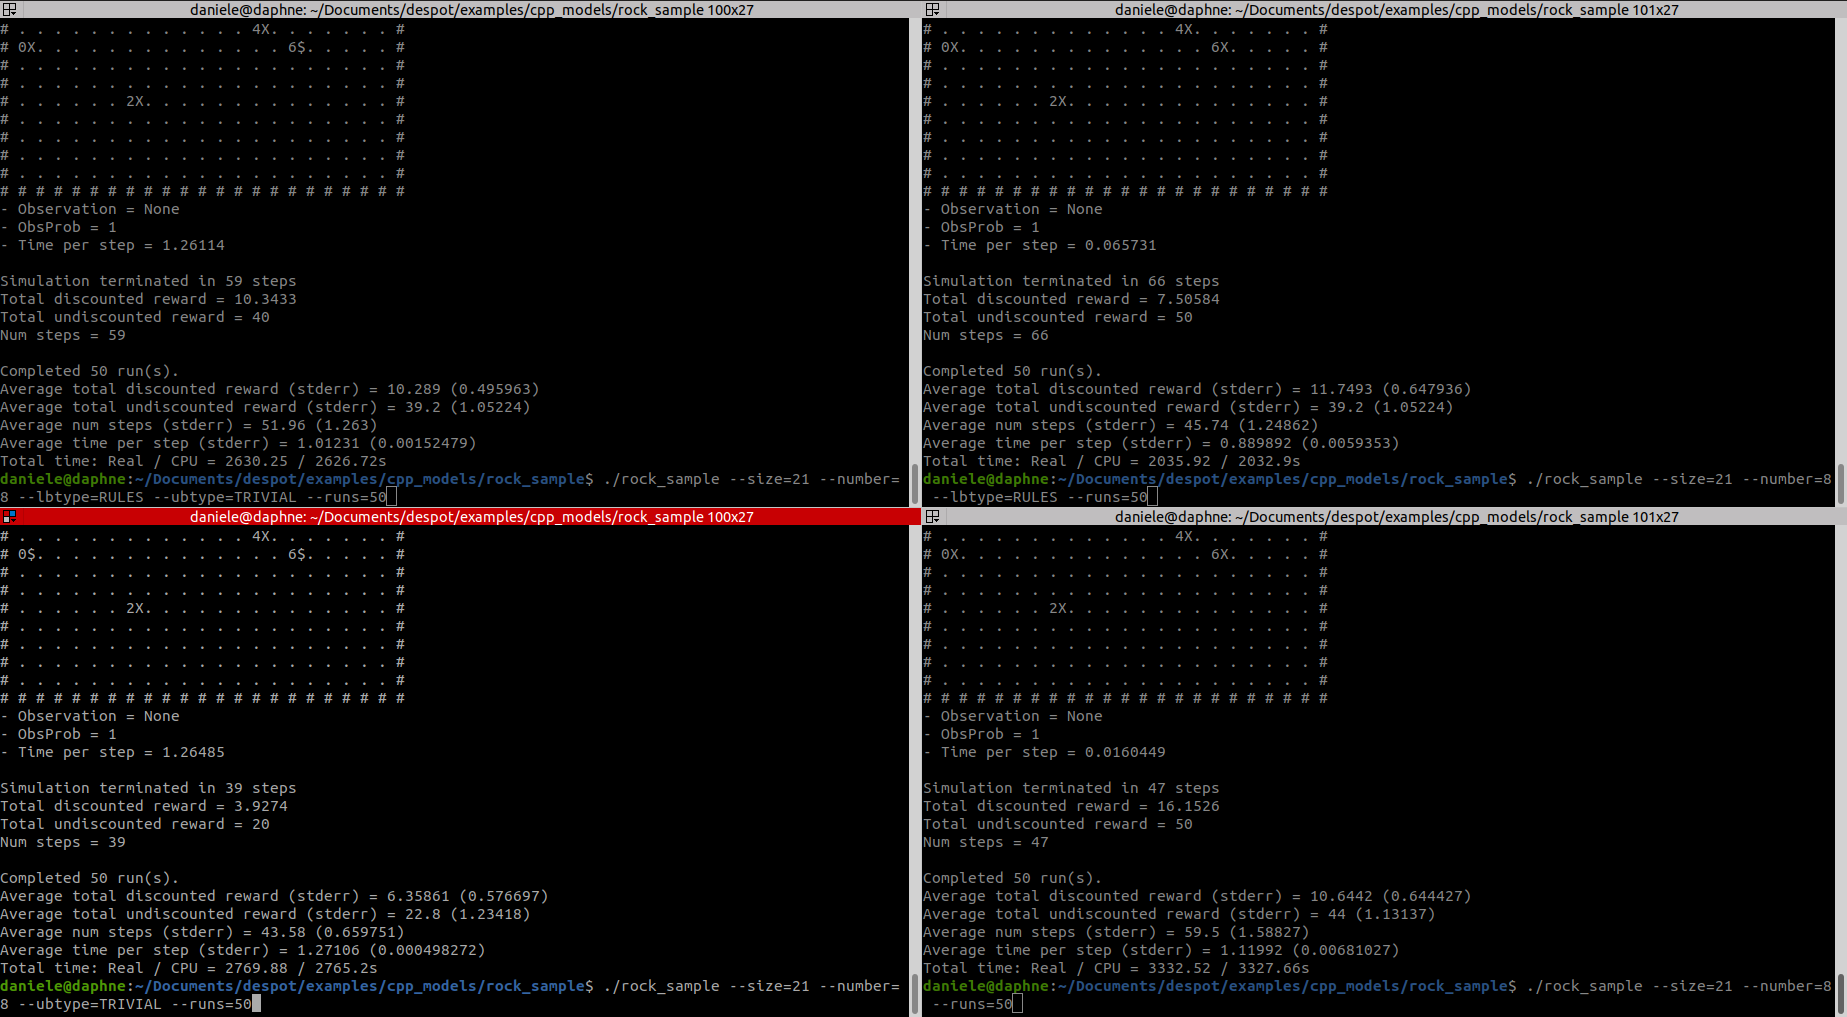 daniele@daphne: ~/Documents/despot/examples/cpp_models/rock_sample 100x27
# . . . . . . . . . . . . . 4X. . . . . . . #
# 0X. . . . . . . . . . . . . . 6$. . . . . #
# . . . . . . . . . . . . . . . . . . . . . #
# . . . . . . . . . . . . . . . . . . . . . #
# . . . . . . 2X. . . . . . . . . . . . . . #
# . . . . . . . . . . . . . . . . . . . . . #
# . . . . . . . . . . . . . . . . . . . . . #
# . . . . . . . . . . . . . . . . . . . . . #
# . . . . . . . . . . . . . . . . . . . . . #
# # # # # # # # # # # # # # # # # # # # # # #
- Observation = None
- ObsProb = 1
- Time per step = 1.26114
Simulation terminated in 59 steps
Total discounted reward = 10.3433
Total undiscounted reward = 40
Num steps = 59
Completed 50 run(s).
Average total discounted reward (stderr) = 10.289 (0.495963)
Average total undiscounted reward (stderr) = 39.2 (1.05224)
Average num steps (stderr) = 51.96 (1.263)
Average time per step (stderr) = 1.01231 (0.00152479)
Total time: Real / CPU = 2630.25 / 2626.72s
daniele@daphne:~/Documents/despot/examples/cpp_models/rock_sample$ ./rock_sample --size=21 --number=
8 --lbtype=RULES --ubtype=TRIVIAL --runs=50
daniele@daphne: ~/Documents/despot/examples/cpp_models/rock_sample 101x27
# . . . . . . . . . . . . . 4X. . . . . . . #
# 0X. . . . . . . . . . . . . . 6X. . . . . #
# . . . . . . . . . . . . . . . . . . . . . #
# . . . . . . . . . . . . . . . . . . . . . #
# . . . . . . 2X. . . . . . . . . . . . . . #
# . . . . . . . . . . . . . . . . . . . . . #
# . . . . . . . . . . . . . . . . . . . . . #
# . . . . . . . . . . . . . . . . . . . . . #
# . . . . . . . . . . . . . . . . . . . . . #
# # # # # # # # # # # # # # # # # # # # # # #
- Observation = None
- ObsProb = 1
- Time per step = 0.065731
Simulation terminated in 66 steps
Total discounted reward = 7.50584
Total undiscounted reward = 50
Num steps = 66
Completed 50 run(s).
Average total discounted reward (stderr) = 11.7493 (0.647936)
Average total undiscounted reward (stderr) = 39.2 (1.05224)
Average num steps (stderr) = 45.74 (1.24862)
Average time per step (stderr) = 0.889892 (0.0059353)
Total time: Real / CPU = 2035.92 / 2032.9s
daniele@daphne:~/Documents/despot/examples/cpp_models/rock_sample$ ./rock_sample --size=21 --number=8
--lbtype=RULES --runs=50
daniele@daphne: ~/Documents/despot/examples/cpp_models/rock_sample 100x27
# . . . . . . . . . . . . . 4X. . . . . . . #
# 0$. . . . . . . . . . . . . . 6$. . . . . #
# . . . . . . . . . . . . . . . . . . . . . #
# . . . . . . . . . . . . . . . . . . . . . #
# . . . . . . 2X. . . . . . . . . . . . . . #
# . . . . . . . . . . . . . . . . . . . . . #
# . . . . . . . . . . . . . . . . . . . . . #
# . . . . . . . . . . . . . . . . . . . . . #
# . . . . . . . . . . . . . . . . . . . . . #
# # # # # # # # # # # # # # # # # # # # # # #
- Observation = None
- ObsProb = 1
- Time per step = 1.26485
Simulation terminated in 39 steps
Total discounted reward = 3.9274
Total undiscounted reward = 20
Num steps = 39
Completed 50 run(s).
Average total discounted reward (stderr) = 6.35861 (0.576697)
Average total undiscounted reward (stderr) = 22.8 (1.23418)
Average num steps (stderr) = 43.58 (0.659751)
Average time per step (stderr) = 1.27106 (0.000498272)
Total time: Real / CPU = 2769.88 / 2765.2s
daniele@daphne:~/Documents/despot/examples/cpp_models/rock_sample$ ./rock_sample --size=21 --number=
8 --ubtype=TRIVIAL --runs=50
daniele@daphne: ~/Documents/despot/examples/cpp_models/rock_sample 101x27
# . . . . . . . . . . . . . 4X. . . . . . . #
# 0X. . . . . . . . . . . . . . 6X. . . . . #
# . . . . . . . . . . . . . . . . . . . . . #
# . . . . . . . . . . . . . . . . . . . . . #
# . . . . . . 2X. . . . . . . . . . . . . . #
# . . . . . . . . . . . . . . . . . . . . . #
# . . . . . . . . . . . . . . . . . . . . . #
# . . . . . . . . . . . . . . . . . . . . . #
# . . . . . . . . . . . . . . . . . . . . . #
# # # # # # # # # # # # # # # # # # # # # # #
- Observation = None
- ObsProb = 1
- Time per step = 0.0160449
Simulation terminated in 47 steps
Total discounted reward = 16.1526
Total undiscounted reward = 50
Num steps = 47
Completed 50 run(s).
Average total discounted reward (stderr) = 10.6442 (0.644427)
Average total undiscounted reward (stderr) = 44 (1.13137)
Average num steps (stderr) = 59.5 (1.58827)
Average time per step (stderr) = 1.11992 (0.00681027)
Total time: Real / CPU = 3332.52 / 3327.66s
daniele@daphne:~/Documents/despot/examples/cpp_models/rock_sample$ ./rock_sample --size=21 --number=8
--runs=50